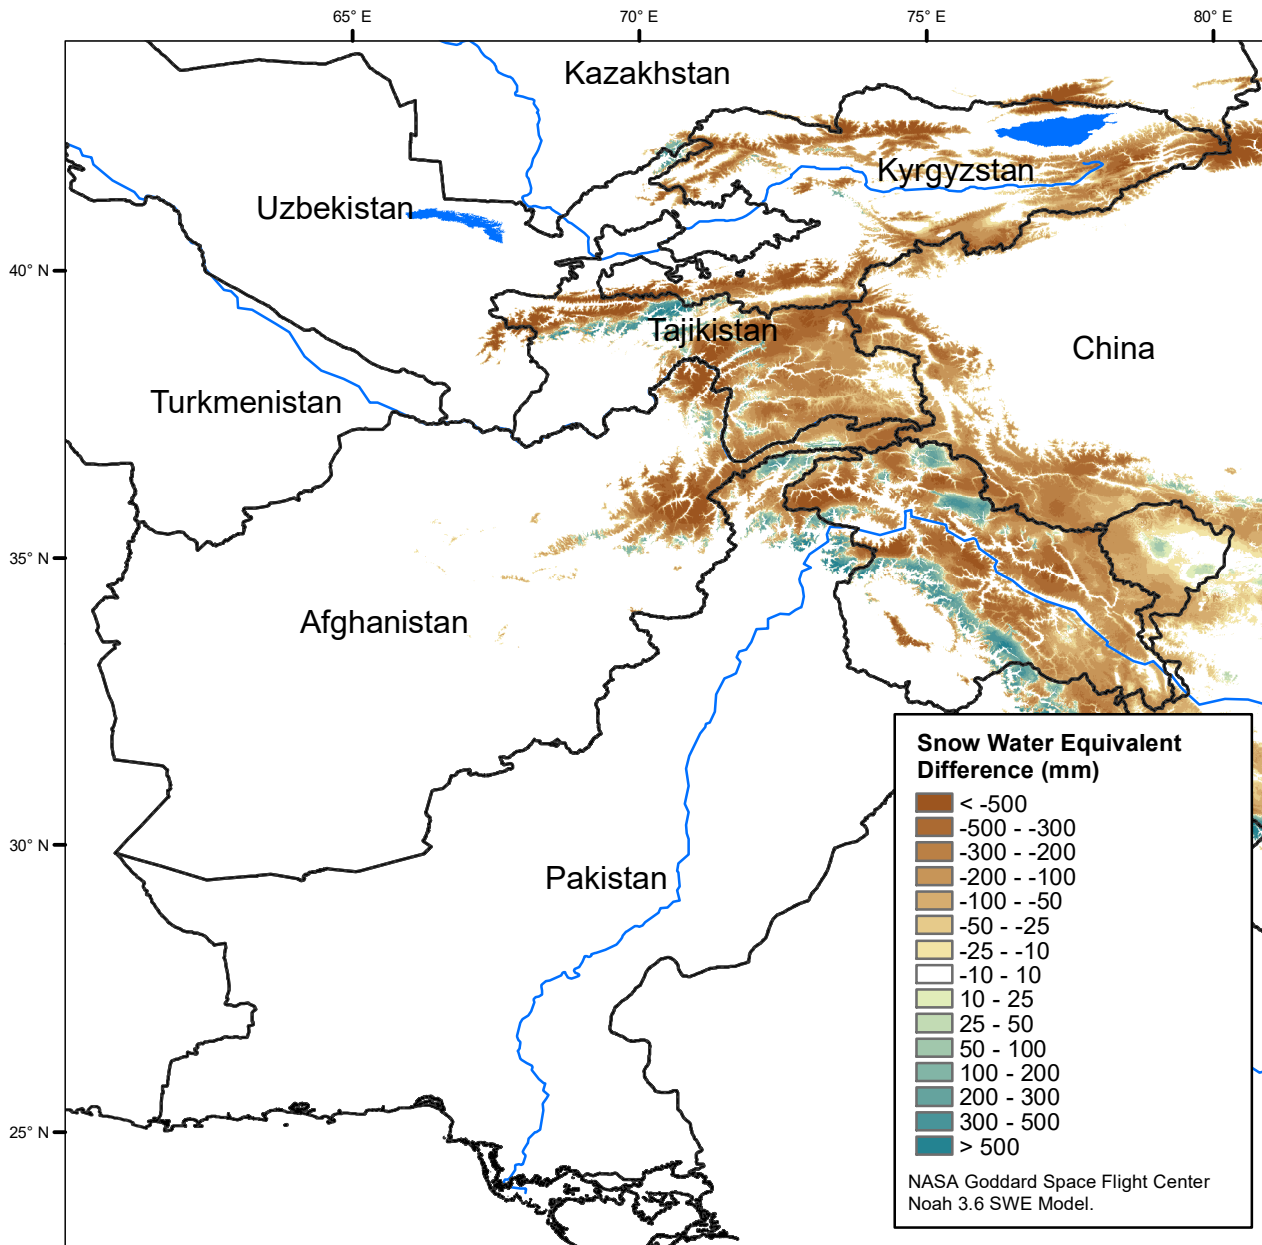 65° E
70° E
75° E
80° E
Kazakhstan
Kyrgyzstan
Uzbekistan
40° N
Tajikistan
China
Turkmenistan
35° N
Afghanistan
Snow Water Equivalent
Difference (mm)
< -500
-500 - -300
-300 - -200
-200 - -100
-100 - -50
-50 - -25
-25 - -10
-10 - 10
10 - 25
25 - 50
50 - 100
100 - 200
200 - 300
300 - 500
> 500
NASA Goddard Space Flight Center
Noah 3.6 SWE Model.
30° N
Pakistan
25° N